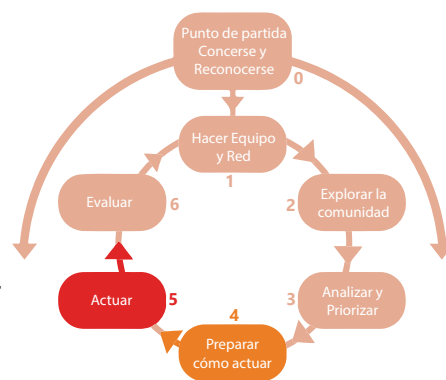 Punto de partida
Concerse y
Reconocerse
0
Hacer Equipo
y Red
1
Explorar la
comunidad
2
Analizar y
Priorizar
3
4
Preparar
cómo actuar
Actuar
5
Evaluar
6